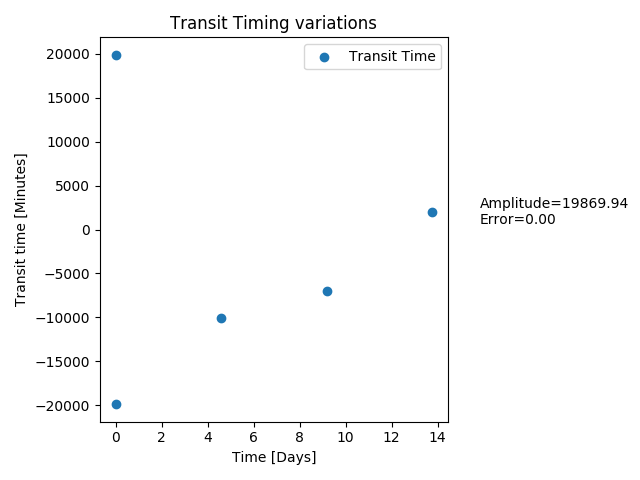 Transit Timing variations
Transit Time
20000
15000
10000
5000
0
−5000
−10000
−15000
−20000
Transit time [Minutes]
Amplitude=19869.94
Error=0.00
0 2 4 6 8 10 12 14
Time [Days]